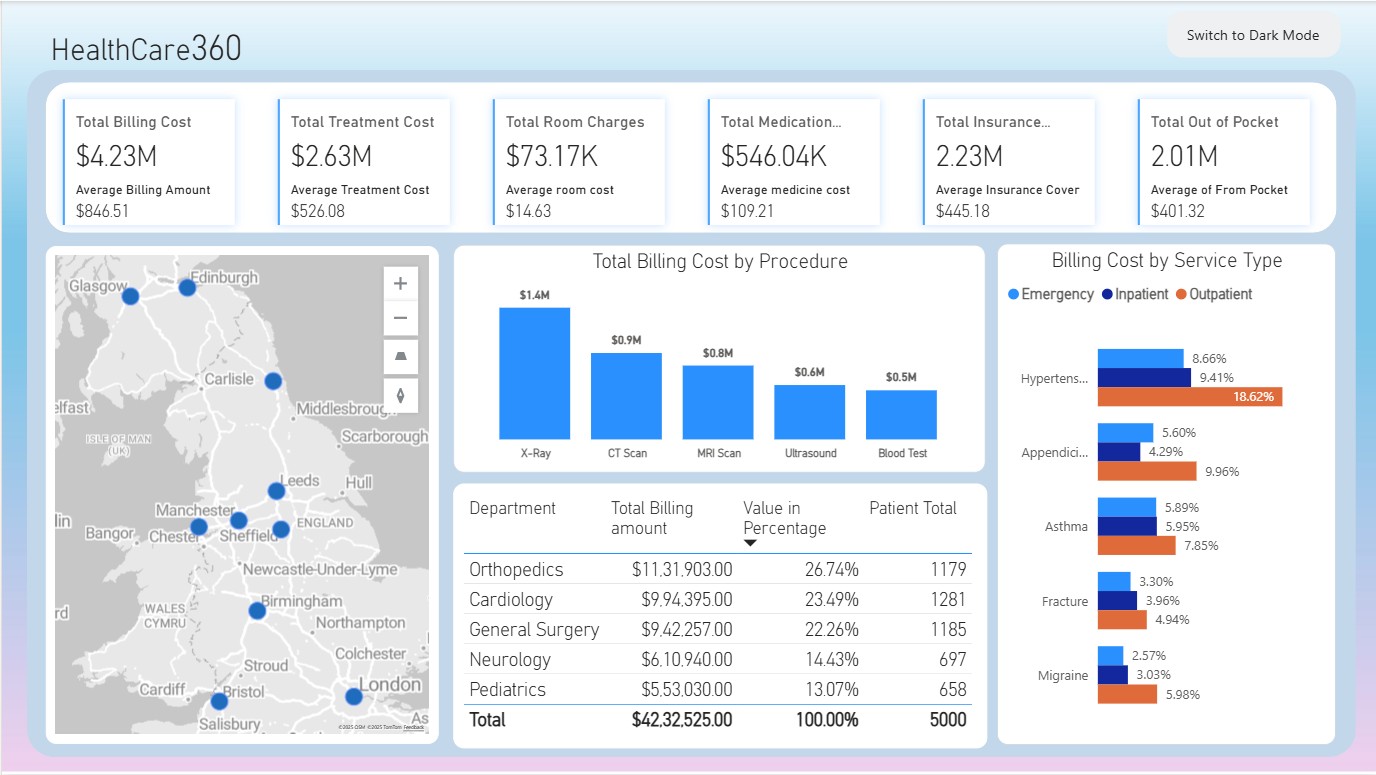 HealthCare360
Switch to Dark Mode
Total Billing Cost
$4.23M
Average Billing Amount
$846.51
Total Treatment Cost
$2.63M
Average Treatment Cost
$526.08
Total Room Charges
$73.17K
Average room cost
$14.63
Total Medication...
$546.04K
Average medicine cost
$109.21
Total Insurance...
2.23M
Average Insurance Cover
$445.18
Total Out of Pocket
2.01M
Average of From Pocket
$401.32
Glasgow
Edinburgh
Carlisle
elfast
Middlesbroug
ISLE OF MAN
(UK)
Scarborough
Leeds
Hull
Manchester
lin
Bangor
Chester
Sheffield
ENGLAND
Newcastle-Under-Lyme
rd
WALES
CYMRU
Birmingham
Northampton
Colchester
Stroud
Cardiff
Bristol
London
Salisbury
As
©2025 OSM ©2025 TomTom Feedback
Total Billing Cost by Procedure
$1.4M
$0.9M
$0.8M
$0.6M
$0.5M
X-Ray CT Scan MRI Scan Ultrasound Blood Test
Department Total Billing Value in Patient Total
amount Percentage
Orthopedics $11,31,903.00 26.74% 1179
Cardiology $9,94,395.00 23.49% 1281
General Surgery $9,42,257.00 22.26% 1185
Neurology $6,10,940.00 14.43% 697
Pediatrics $5,53,030.00 13.07% 658
Total $42,32,525.00 100.00% 5000
Billing Cost by Service Type
Emergency Inpatient Outpatient
8.66%
Hypertens... 9.41%
18.62%
5.60%
Appendici... 4.29%
9.96%
5.89%
Asthma 5.95%
7.85%
3.30%
Fracture 3.96%
4.94%
2.57%
Migraine 3.03%
5.98%